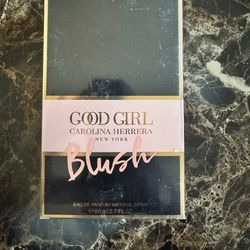 GOOD GIRL
CAROLINA HERRERA
NEW YORK
Blush
EAU DE PARFUM NATURAL SPRAY
80 ml 2.7 FL.OZ.